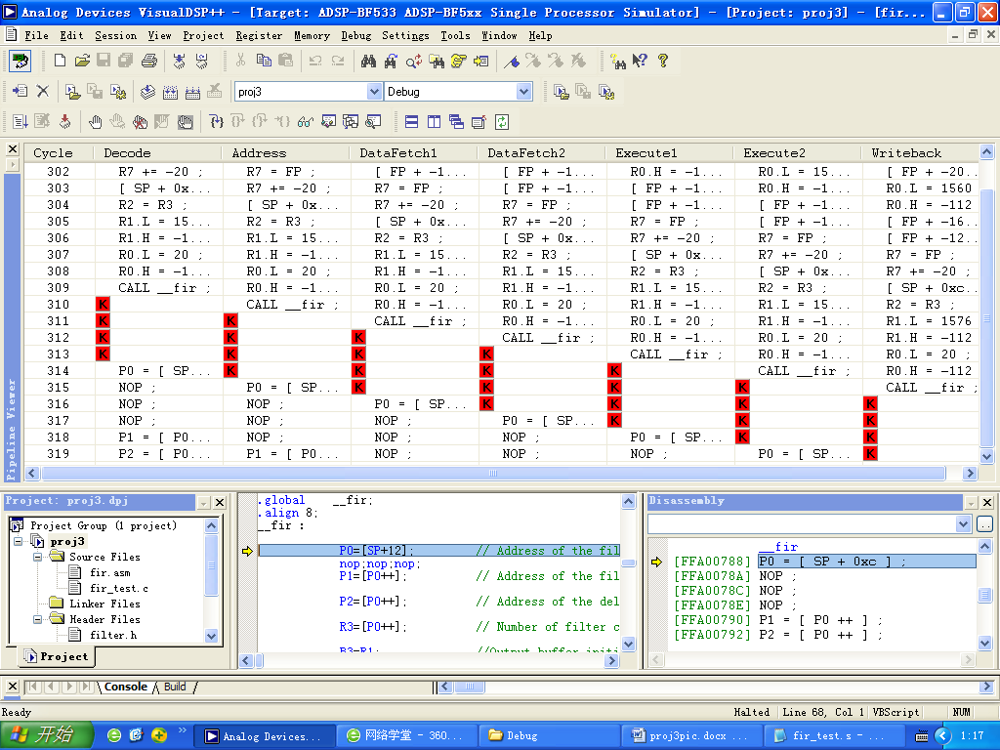 Analog Devices VisualDSP++ - [Target: ADSP-BF533 ADSP-BF5xx Single Processor Simulator] - [Project: proj3] - [fir...
File Edit Session View Project Register Memory Debug Settings Tools Window Help
proj3 Debug
Cycle Decode Address DataFetch1 DataFetch2 Execute1 Execute2 Writeback
302 R7 += -20 ; R7 = FP ; [ FP + -1... [ FP + -1... R0.H = -1... R0.L = 15... [ FP + -20...
303 [ SP + 0x... R7 += -20 ; R7 = FP ; [ FP + -1... [ FP + -1... R0.H = -1... R0.L = 1560
304 R2 = R3 ; [ SP + 0x... R7 += -20 ; R7 = FP ; [ FP + -1... [ FP + -1... R0.H = -112
305 R1.L = 15... R2 = R3 ; [ SP + 0x... R7 += -20 ; R7 = FP ; [ FP + -1... [ FP + -16...
306 R1.H = -1... R1.L = 15... R2 = R3 ; [ SP + 0x... R7 += -20 ; R7 = FP ; [ FP + -12...
307 R0.L = 20 ; R1.H = -1... R1.L = 15... R2 = R3 ; [ SP + 0x... R7 += -20 ; R7 = FP ;
308 R0.H = -1... R0.L = 20 ; R1.H = -1... R1.L = 15... R2 = R3 ; [ SP + 0x... R7 += -20 ;
309 CALL __fir ; R0.H = -1... R0.L = 20 ; R1.H = -1... R1.L = 15... R2 = R3 ; [ SP + 0xc...
310 K CALL __fir ; R0.H = -1... R0.L = 20 ; R1.H = -1... R1.L = 15... R2 = R3 ;
311 K K CALL __fir ; R0.H = -1... R0.L = 20 ; R1.H = -1... R1.L = 1576
312 K K K CALL __fir ; R0.H = -1... R0.L = 20 ; R1.H = -112
313 K K K K CALL __fir ; R0.H = -1... R0.L = 20 ;
314 P0 = [ SP... K K K K CALL __fir ; R0.H = -112
315 NOP ; P0 = [ SP... K K K K CALL __fir ;
316 NOP ; NOP ; P0 = [ SP... K K K K
317 NOP ; NOP ; NOP ; P0 = [ SP... K K K
318 P1 = [ P0... NOP ; NOP ; NOP ; P0 = [ SP... K K
319 P2 = [ P0... P1 = [ P0... NOP ; NOP ; NOP ; P0 = [ SP... K
Pipeline Viewer
Project: proj3.dpj
Project Group (1 project)
proj3
Source Files
fir.asm
fir_test.c
Linker Files
Header Files
filter.h
Project
.global __fir;
.align 8;
__fir :
P0=[SP+12]; // Address of the fil
nop;nop;nop;
P1=[P0++]; // Address of the fil
P2=[P0++]; // Address of the del
R3=[P0++]; // Number of filter c
Disassembly
__fir
[FFA00788] P0 = [ SP + 0xc ] ;
[FFA0078A] NOP ;
[FFA0078C] NOP ;
[FFA0078E] NOP ;
[FFA00790] P1 = [ P0 ++ ] ;
[FFA00792] P2 = [ P0 ++ ] ;
Console Build
Ready Halted Line 68, Col 1 VBScript NUM
开始 Analog Devices... 网络学堂 - 360... Debug proj3pic.docx ... fir_test.s - ... 1:17